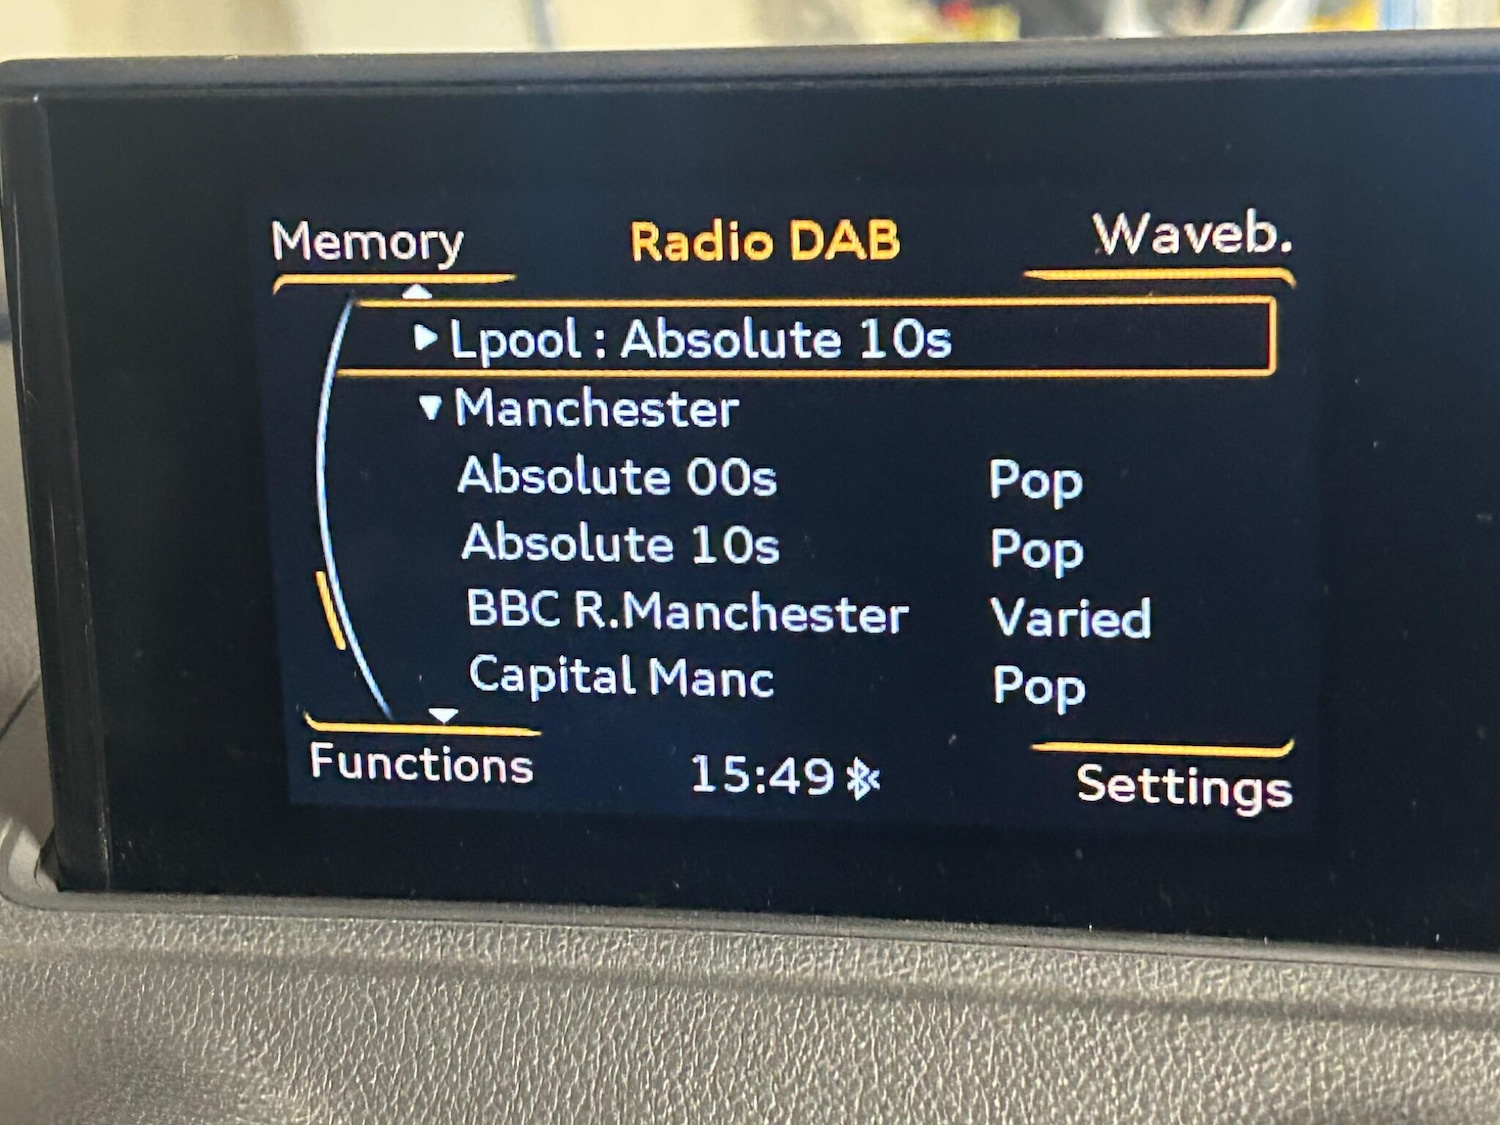 Memory Radio DAB Waveb.
Lpool : Absolute 10s
Manchester
Absolute 00s Pop
Absolute 10s Pop
BBC R.Manchester Varied
Capital Manc Pop
Functions 15:49 Settings